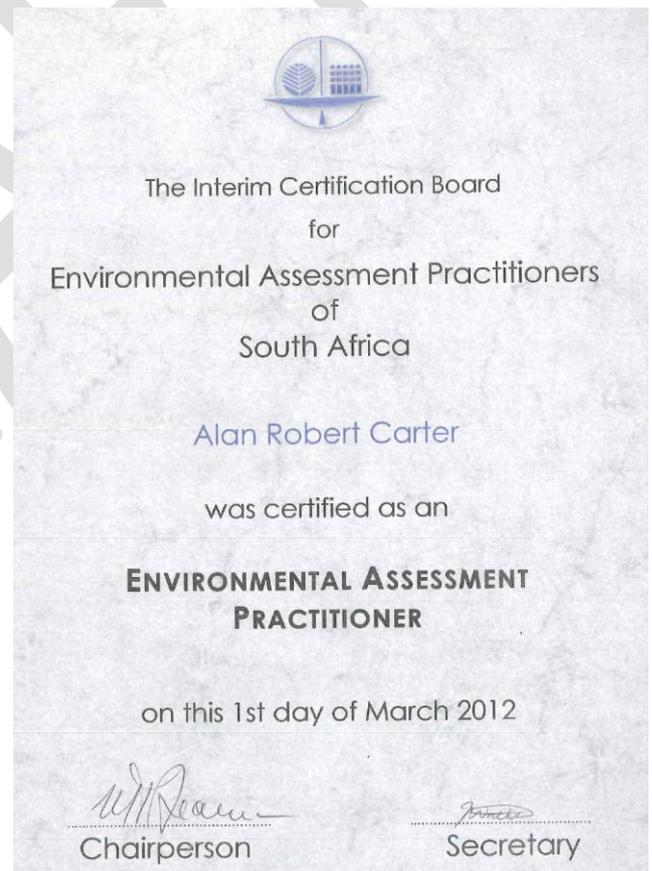 The Interim Certification Board
for
Environmental Assessment Practitioners
of
South Africa
Alan Robert Carter
was certified as an
ENVIRONMENTAL ASSESSMENT
PRACTITIONER
on this 1st day of March 2012
Chairperson
Secretary